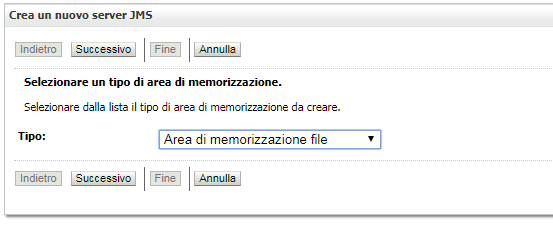 Crea un nuovo server JMS
Indietro Successivo Fine Annulla
Selezionare un tipo di area di memorizzazione.
Selezionare dalla lista il tipo di area di memorizzazione da creare.
Tipo: Area di memorizzazione file
Indietro Successivo Fine Annulla